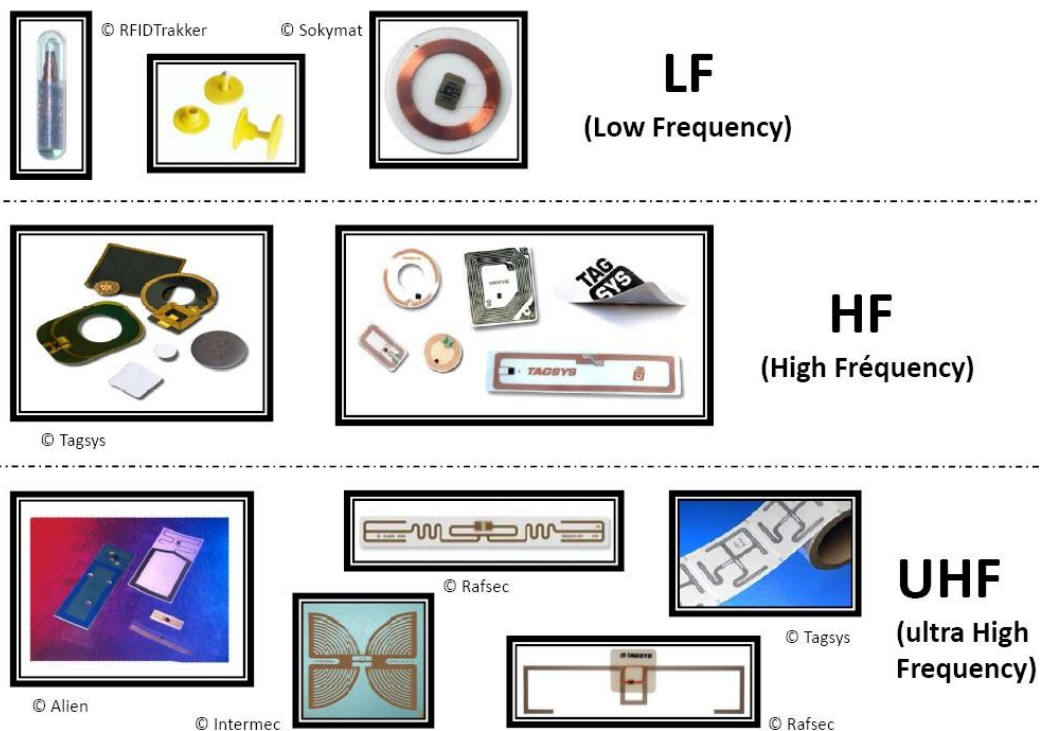 © RFIDTrakker
© Sokymat
LF
(Low Frequency)
TAG
SYS
HF
(High Fréquency)
TAGSYS
© Tagsys
© Rafsec
UHF
(ultra High
Frequency)
© Tagsys
TAGSYS
© Alien
© Intermec
© Rafsec